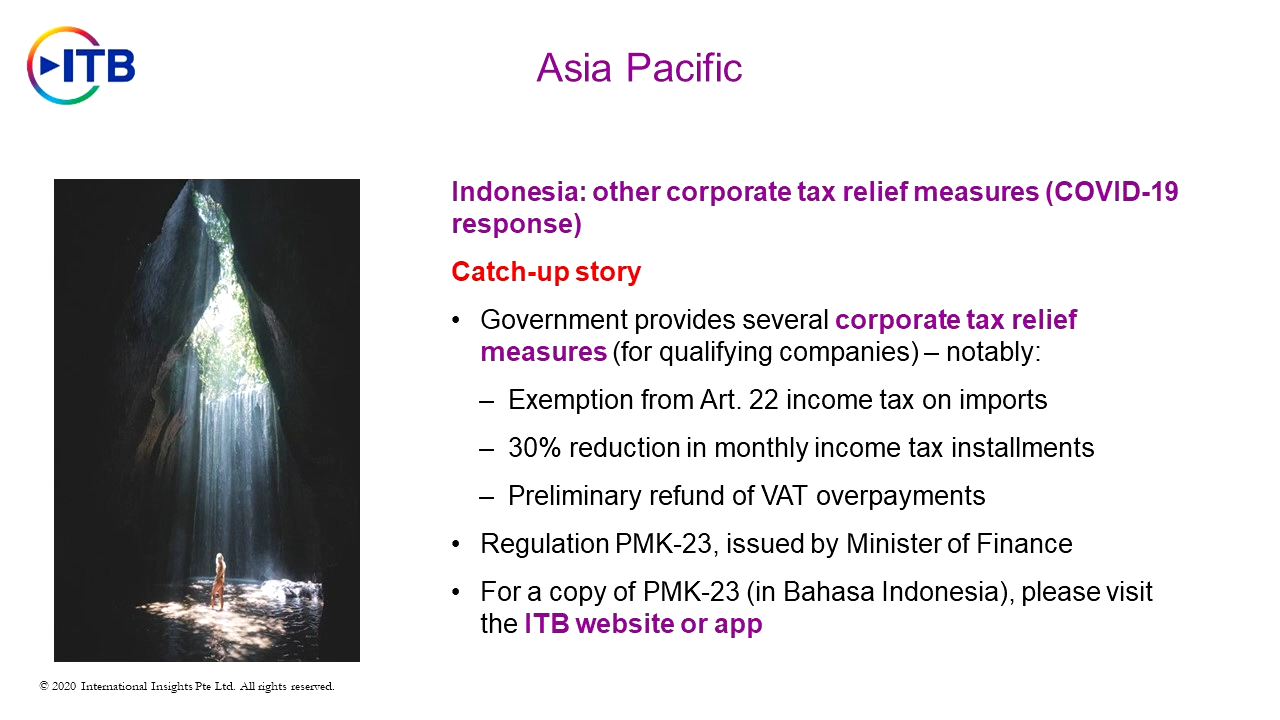 ITB
Asia Pacific
Indonesia: other corporate tax relief measures (COVID-19
response)
Catch-up story
• Government provides several corporate tax relief
measures (for qualifying companies) – notably:
– Exemption from Art. 22 income tax on imports
– 30% reduction in monthly income tax installments
– Preliminary refund of VAT overpayments
• Regulation PMK-23, issued by Minister of Finance
• For a copy of PMK-23 (in Bahasa Indonesia), please visit
the ITB website or app
© 2020 International Insights Pte Ltd. All rights reserved.